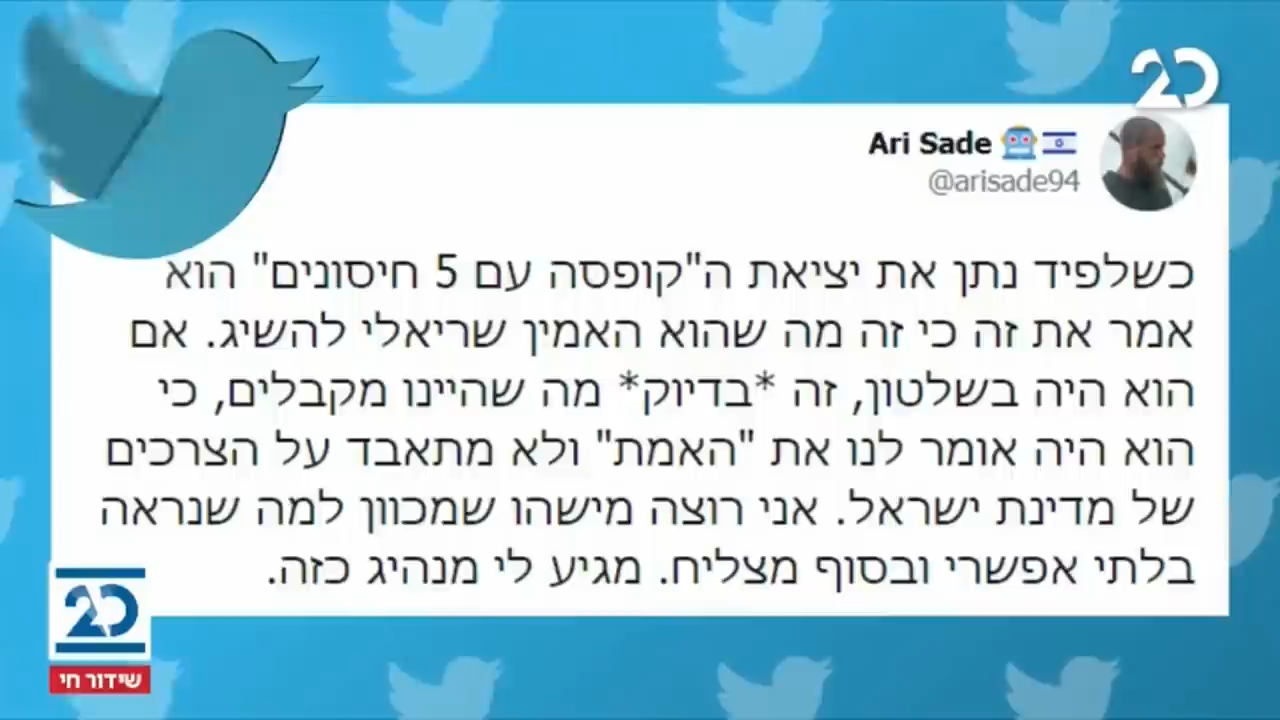 20
Ari Sade
@arisade94
כשלפיד נתן את יציאת ה"קופסה עם 5 חיסונים" הוא
אמר את זה כי זה מה שהוא האמין שריאלי להשיג. אם
הוא היה בשלטון, זה *בדיוק* מה שהיינו מקבלים, כי
הוא היה אומר לנו את "האמת" ולא מתאבד על הצרכים
של מדינת ישראל. אני רוצה מישהו שמכוון למה שנראה
בלתי אפשרי ובסוף מצליח. מגיע לי מנהיג כזה.
20
שידור חי